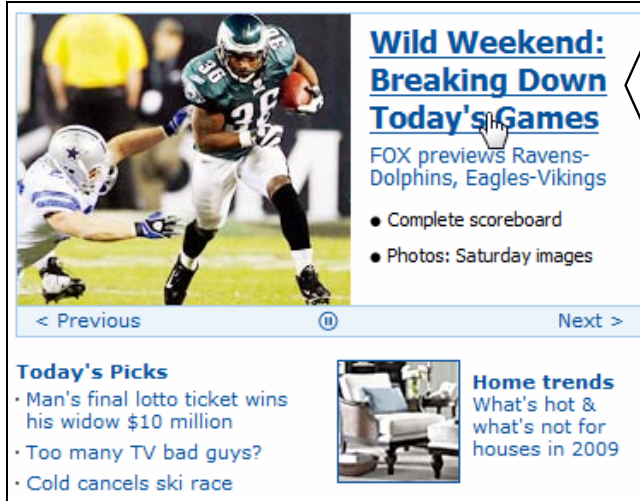 36
36
Wild Weekend:
Breaking Down
Today's Games
FOX previews Ravens-
Dolphins, Eagles-Vikings
• Complete scoreboard
• Photos: Saturday images
< Previous
Next >
Today's Picks
· Man's final lotto ticket wins
his widow $10 million
· Too many TV bad guys?
· Cold cancels ski race
Home trends
What's hot &
what's not for
houses in 2009